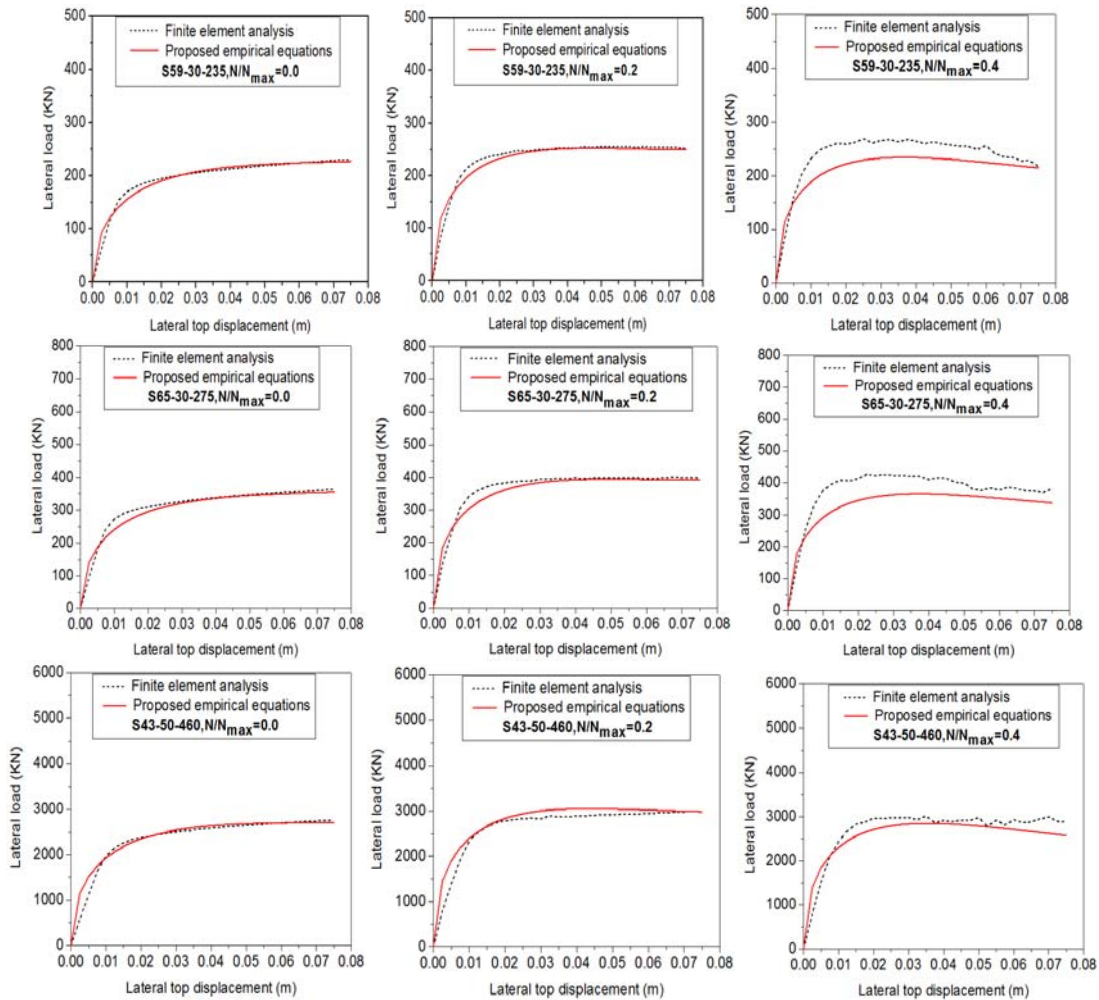 500
400
300
200
100
0
Lateral load (KN)
Finite element analysis
Proposed empirical equations
S59-30-235,N/Nmax=0.0
0.00 0.01 0.02 0.03 0.04 0.05 0.06 0.07 0.08
Lateral top displacement (m)
500
400
300
200
100
0
Lateral load (KN)
Finite element analysis
Proposed empirical equations
S59-30-235,N/Nmax=0.2
0.00 0.01 0.02 0.03 0.04 0.05 0.06 0.07 0.08
Lateral top displacement (m)
500
400
300
200
100
0
Lateral load (KN)
Finite element analysis
Proposed empirical equations
S59-30-235,N/Nmax=0.4
0.00 0.01 0.02 0.03 0.04 0.05 0.06 0.07 0.08
Lateral top displacement (m)
800
700
600
500
400
300
200
100
0
Lateral load (KN)
Finite element analysis
Proposed empirical equations
S65-30-275,N/Nmax=0.0
0.00 0.01 0.02 0.03 0.04 0.05 0.06 0.07 0.08
Lateral top displacement (m)
800
700
600
500
400
300
200
100
0
Lateral load (KN)
Finite element analysis
Proposed empirical equations
S65-30-275,N/Nmax=0.2
0.00 0.01 0.02 0.03 0.04 0.05 0.06 0.07 0.08
Lateral top displacement (m)
800
700
600
500
400
300
200
100
0
Lateral load (KN)
Finite element analysis
Proposed empirical equations
S65-30-275,N/Nmax=0.4
0.00 0.01 0.02 0.03 0.04 0.05 0.06 0.07 0.08
Lateral top displacement (m)
6000
5000
4000
3000
2000
1000
0
Lateral load (KN)
Finite element analysis
Proposed empirical equations
S43-50-460,N/Nmax=0.0
0.00 0.01 0.02 0.03 0.04 0.05 0.06 0.07 0.08
Lateral top displacement (m)
6000
5000
4000
3000
2000
1000
0
Lateral load (KN)
Finite element analysis
Proposed empirical equations
S43-50-460,N/Nmax=0.2
0.00 0.01 0.02 0.03 0.04 0.05 0.06 0.07 0.08
Lateral top displacement (m)
6000
5000
4000
3000
2000
1000
0
Lateral load (KN)
Finite element analysis
Proposed empirical equations
S43-50-460,N/Nmax=0.4
0.00 0.01 0.02 0.03 0.04 0.05 0.06 0.07 0.08
Lateral top displacement (m)